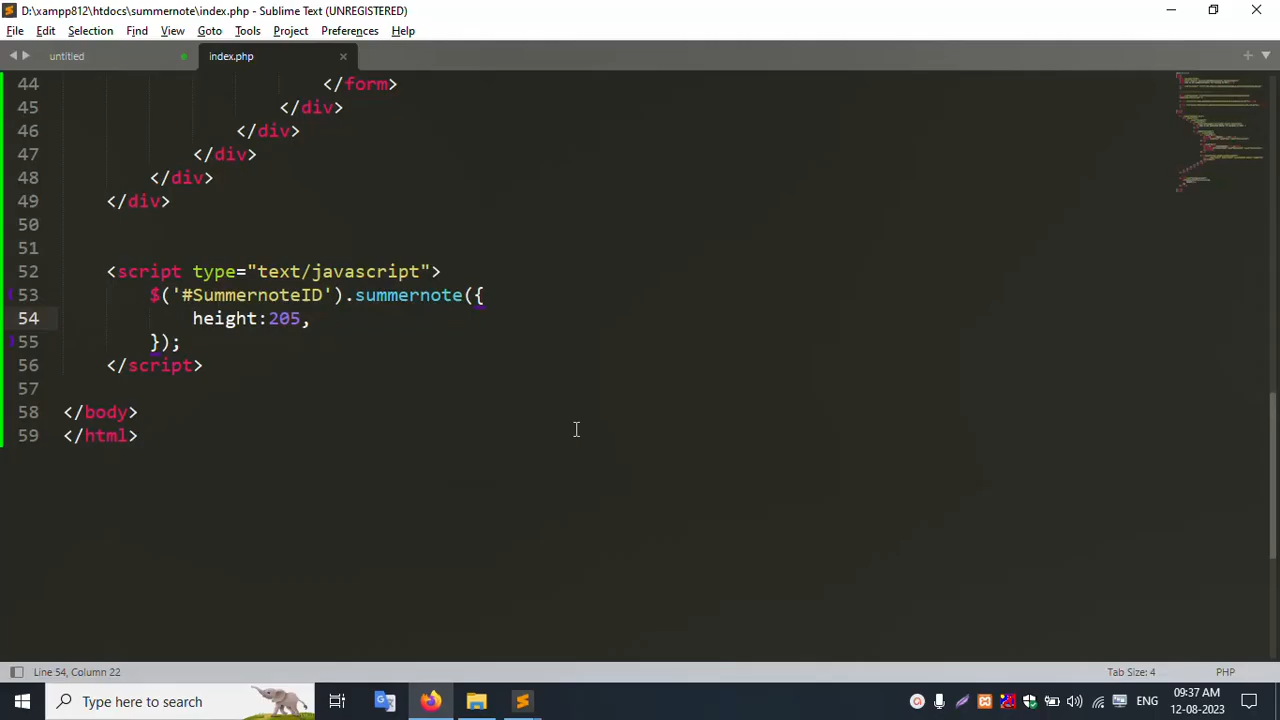 D:\xampp812\htdocs\summernote\index.php - Sublime Text (UNREGISTERED)
File Edit Selection Find View Goto Tools Project Preferences Help
untitled index.php
44 </form>
45 </div>
46 </div>
47 </div>
48 </div>
49 </div>
50
51
52 <script type="text/javascript">
53 $('#SummernoteID').summernote({
54 height:205,
55 });
56 </script>
57
58 </body>
59 </html>
Line 54, Column 22 Tab Size: 4 PHP
Type here to search ENG 09:37 AM
12-08-2023